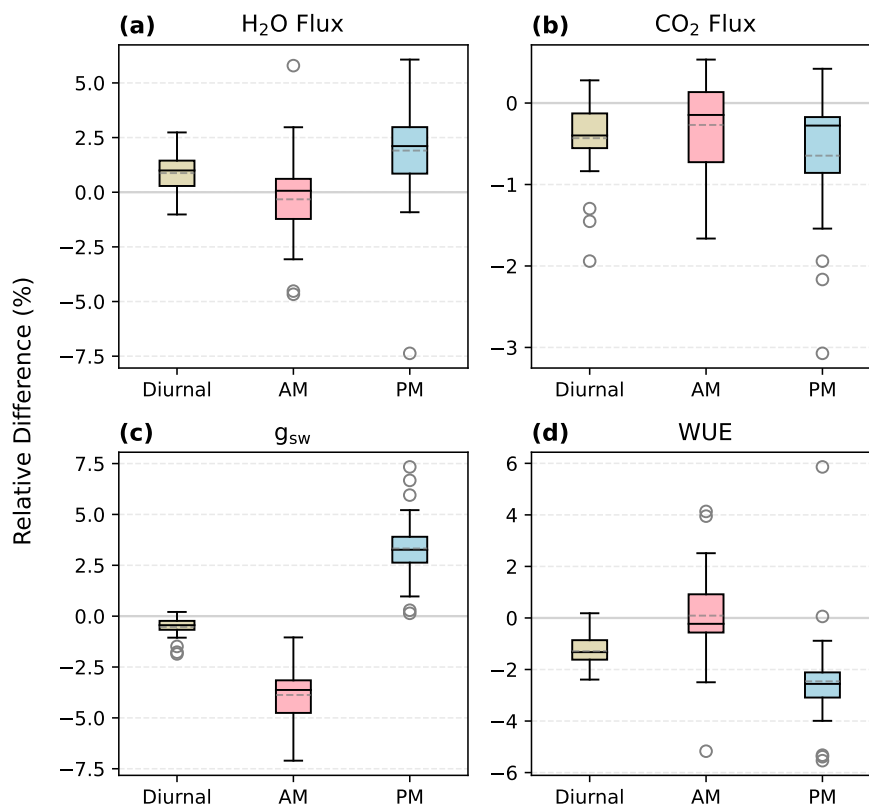 (a) H₂O Flux
5.0
2.5
0.0
−2.5
−5.0
−7.5
Diurnal AM PM
(b) CO₂ Flux
0
−1
−2
−3
Diurnal AM PM
Relative Difference (%)
(c) gsw
7.5
5.0
2.5
0.0
−2.5
−5.0
−7.5
Diurnal AM PM
(d) WUE
6
4
2
0
−2
−4
−6
Diurnal AM PM